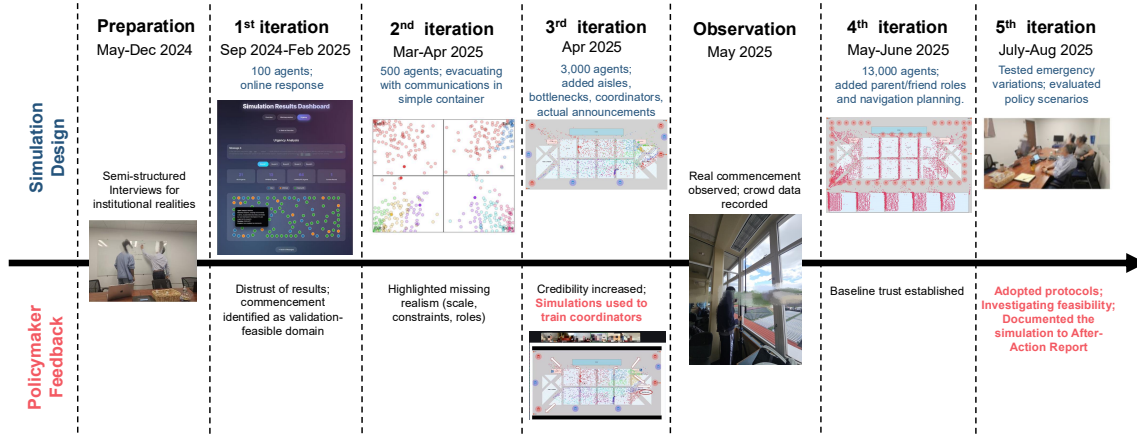 Preparation
May-Dec 2024
1st iteration
Sep 2024-Feb 2025
2nd iteration
Mar-Apr 2025
3rd iteration
Apr 2025
Observation
May 2025
4th iteration
May-June 2025
5th iteration
July-Aug 2025
Simulation
Design
Semi-structured
Interviews for
institutional realities
100 agents;
online response
Simulation Results Dashboard
500 agents; evacuating
with communications in
simple container
3,000 agents;
added aisles,
bottlenecks, coordinators,
actual announcements
Real commencement
observed; crowd data
recorded
13,000 agents;
added parent/friend roles
and navigation planning.
Tested emergency
variations; evaluated
policy scenarios
Policymaker
Feedback
Distrust of results;
commencement
identified as validation-
feasible domain
Highlighted missing
realism (scale,
constraints, roles)
Credibility increased;
Simulations used to
train coordinators
Baseline trust established
Adopted protocols;
Investigating feasibility;
Documented the
simulation to After-
Action Report